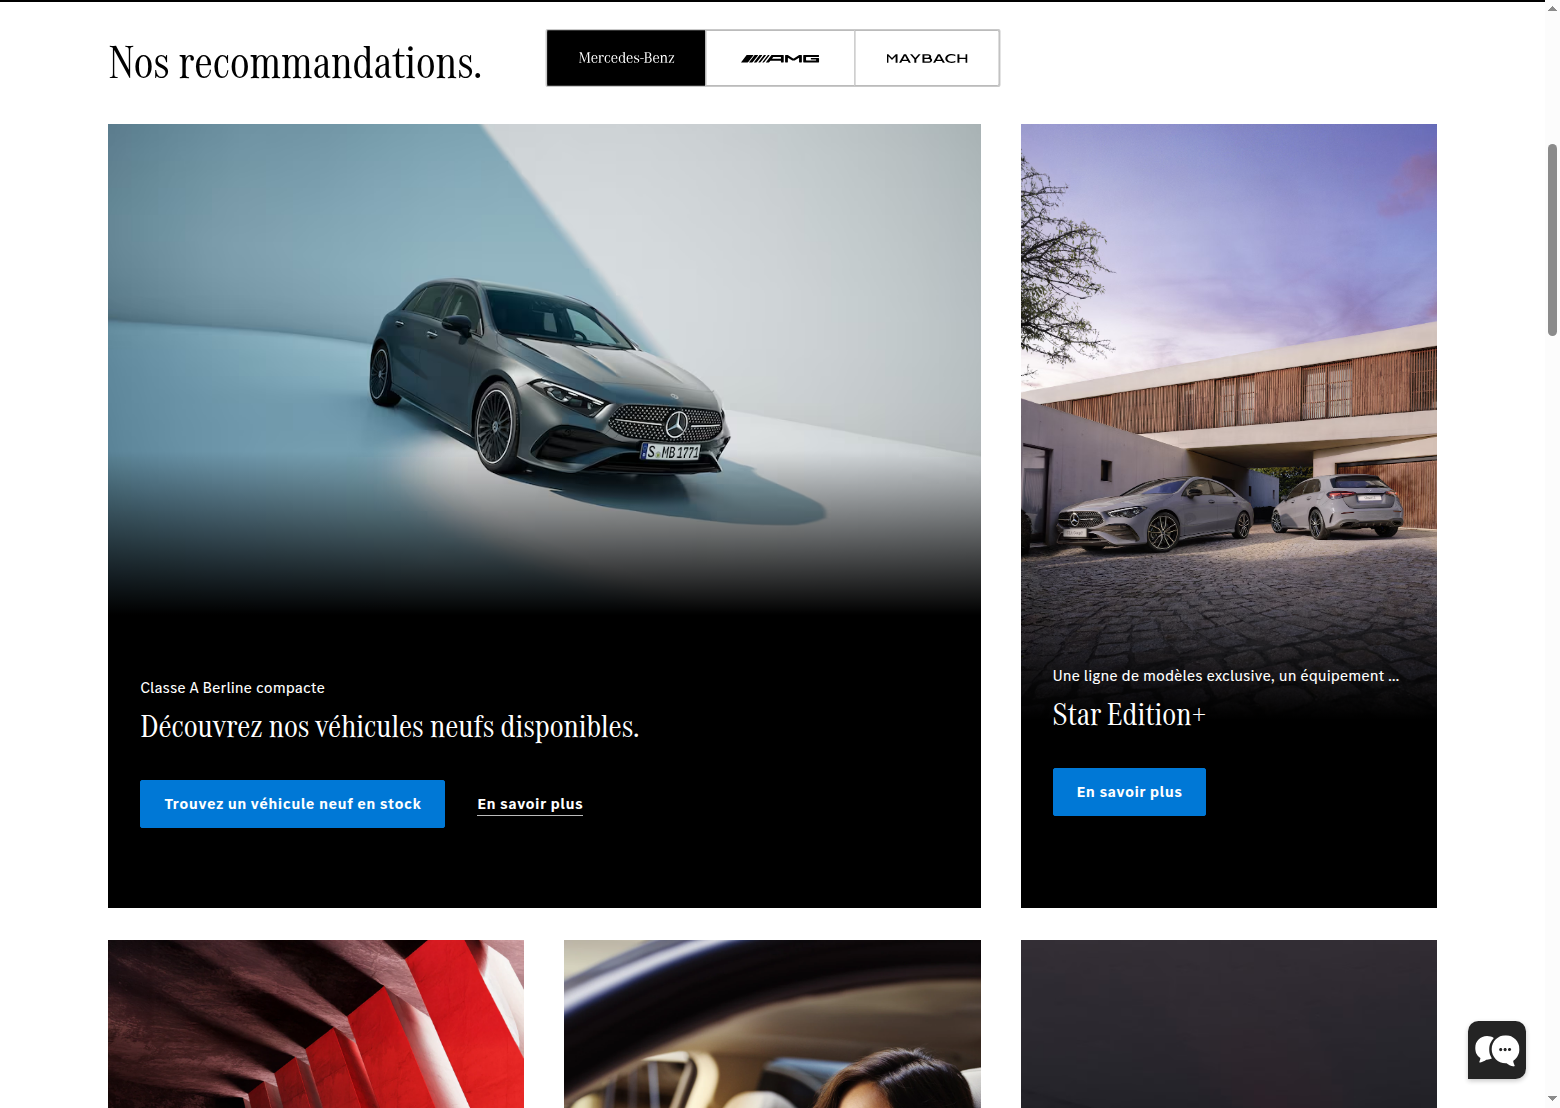 Nos recommandations.
Mercedes-Benz
AMG
MAYBACH
S MB 1771
Classe A Berline compacte
Découvrez nos véhicules neufs disponibles.
Trouvez un véhicule neuf en stock
En savoir plus
Une ligne de modèles exclusive, un équipement ...
Star Edition+
En savoir plus